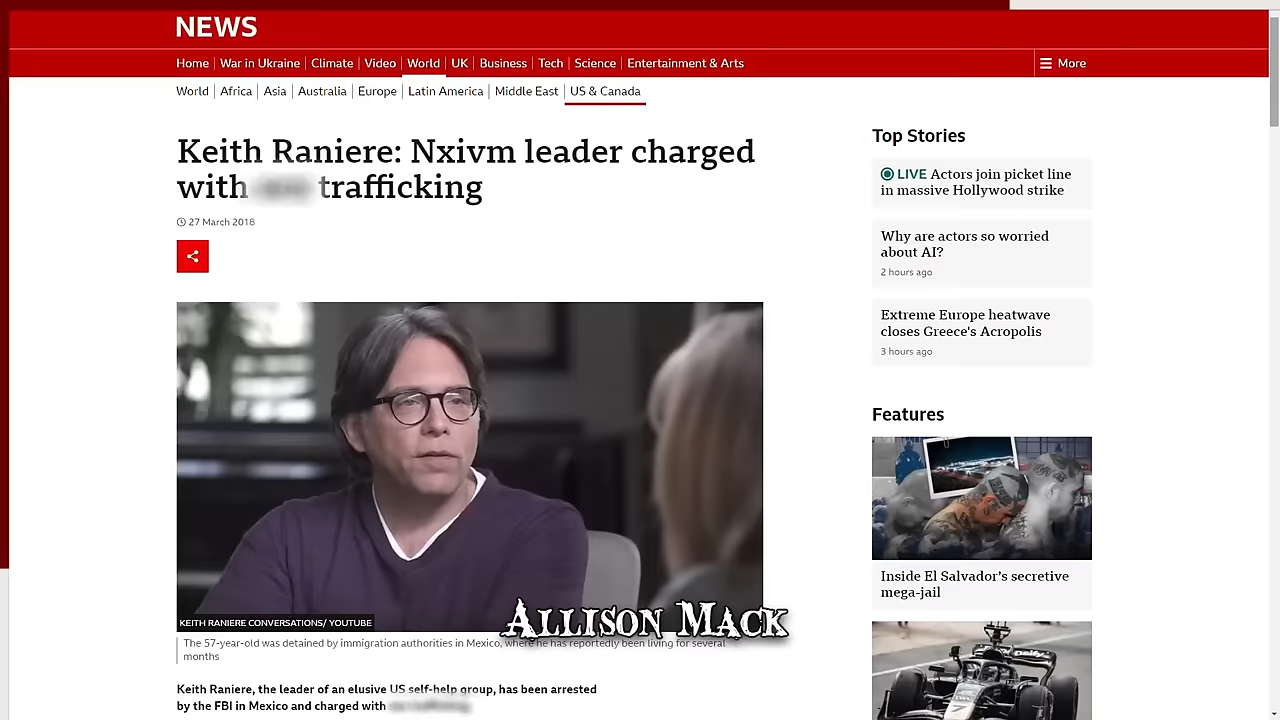 NEWS
Home War in Ukraine Climate Video World UK Business Tech Science Entertainment & Arts More
World Africa Asia Australia Europe Latin America Middle East US & Canada
Keith Raniere: Nxivm leader charged
with trafficking
27 March 2018
KEITH RANIERE CONVERSATIONS/ YOUTUBE
ALLISON MACK
The 57-year-old was detained by immigration authorities in Mexico, where he has reportedly been living for several
months
Keith Raniere, the leader of an elusive US self-help group, has been arrested
by the FBI in Mexico and charged with
Top Stories
LIVE Actors join picket line
in massive Hollywood strike
Why are actors so worried
about AI?
2 hours ago
Extreme Europe heatwave
closes Greece's Acropolis
3 hours ago
Features
Inside El Salvador's secretive
mega-jail